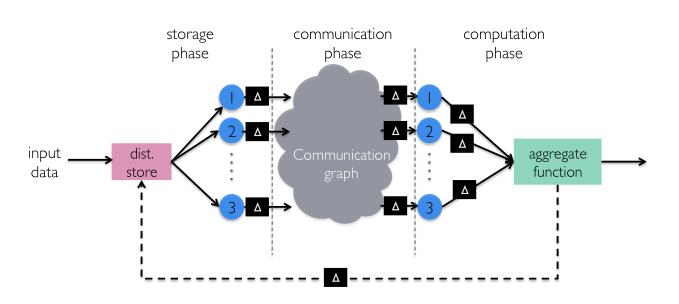 storage
phase
communication
phase
computation
phase
1
Δ
Δ
1
Δ
2
Δ
Δ
2
Δ
input
data
dist.
store
Communication
graph
aggregate
function
3
Δ
Δ
3
Δ
Δ